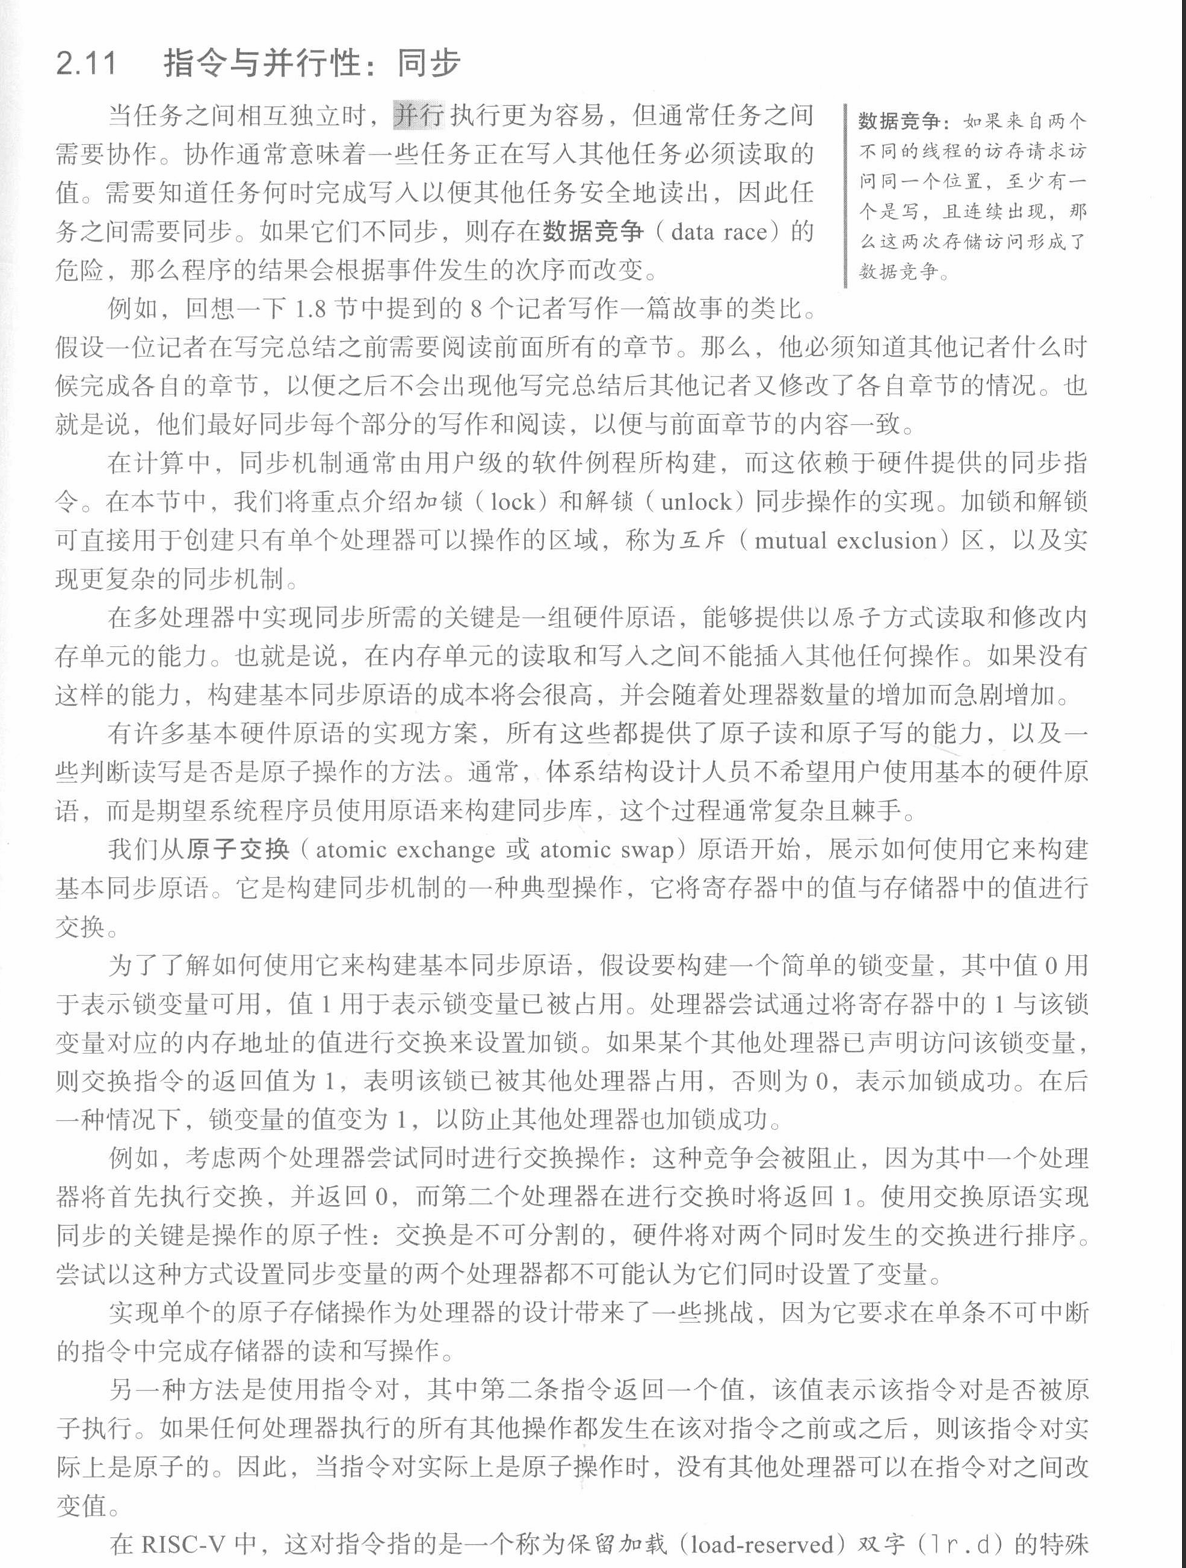 2.11 指令与并行性：同步
当任务之间相互独立时，并行执行更为容易，但通常任务之间
需要协作。协作通常意味着一些任务正在写入其他任务必须读取的
值。需要知道任务何时完成写入以便其他任务安全地读出，因此任
务之间需要同步。如果它们不同步，则存在数据竞争（data race）的
危险，那么程序的结果会根据事件发生的次序而改变。
数据竞争：如果来自两个
不同的线程的访存请求访
问同一个位置，至少有一
个是写，且连续出现，那
么这两次存储访问形成了
数据竞争。
例如，回想一下 1.8 节中提到的 8 个记者写作一篇故事的类比。
假设一位记者在写完总结之前需要阅读前面所有的章节。那么，他必须知道其他记者什么时
候完成各自的章节，以便之后不会出现他写完总结后其他记者又修改了各自章节的情况。也
就是说，他们最好同步每个部分的写作和阅读，以便与前面章节的内容一致。
在计算中，同步机制通常由用户级的软件例程所构建，而这依赖于硬件提供的同步指
令。在本节中，我们将重点介绍加锁（lock）和解锁（unlock）同步操作的实现。加锁和解锁
可直接用于创建只有单个处理器可以操作的区域，称为互斥（mutual exclusion）区，以及实
现更复杂的同步机制。
在多处理器中实现同步所需的关键是一组硬件原语，能够提供以原子方式读取和修改内
存单元的能力。也就是说，在内存单元的读取和写入之间不能插入其他任何操作。如果没有
这样的能力，构建基本同步原语的成本将会很高，并会随着处理器数量的增加而急剧增加。
有许多基本硬件原语的实现方案，所有这些都提供了原子读和原子写的能力，以及一
些判断读写是否是原子操作的方法。通常，体系结构设计人员不希望用户使用基本的硬件原
语，而是期望系统程序员使用原语来构建同步库，这个过程通常复杂且棘手。
我们从原子交换（atomic exchange 或 atomic swap）原语开始，展示如何使用它来构建
基本同步原语。它是构建同步机制的一种典型操作，它将寄存器中的值与存储器中的值进行
交换。
为了了解如何使用它来构建基本同步原语，假设要构建一个简单的锁变量，其中值 0 用
于表示锁变量可用，值 1 用于表示锁变量已被占用。处理器尝试通过将寄存器中的 1 与该锁
变量对应的内存地址的值进行交换来设置加锁。如果某个其他处理器已声明访问该锁变量，
则交换指令的返回值为 1，表明该锁已被其他处理器占用，否则为 0，表示加锁成功。在后
一种情况下，锁变量的值变为 1，以防止其他处理器也加锁成功。
例如，考虑两个处理器尝试同时进行交换操作：这种竞争会被阻止，因为其中一个处理
器将首先执行交换，并返回 0，而第二个处理器在进行交换时将返回 1。使用交换原语实现
同步的关键是操作的原子性：交换是不可分割的，硬件将对两个同时发生的交换进行排序。
尝试以这种方式设置同步变量的两个处理器都不可能认为它们同时设置了变量。
实现单个的原子存储操作为处理器的设计带来了一些挑战，因为它要求在单条不可中断
的指令中完成存储器的读和写操作。
另一种方法是使用指令对，其中第二条指令返回一个值，该值表示该指令对是否被原
子执行。如果任何处理器执行的所有其他操作都发生在该对指令之前或之后，则该指令对实
际上是原子的。因此，当指令对实际上是原子操作时，没有其他处理器可以在指令对之间改
变值。
在 RISC-V 中，这对指令指的是一个称为保留加载（load-reserved）双字（lr.d）的特殊